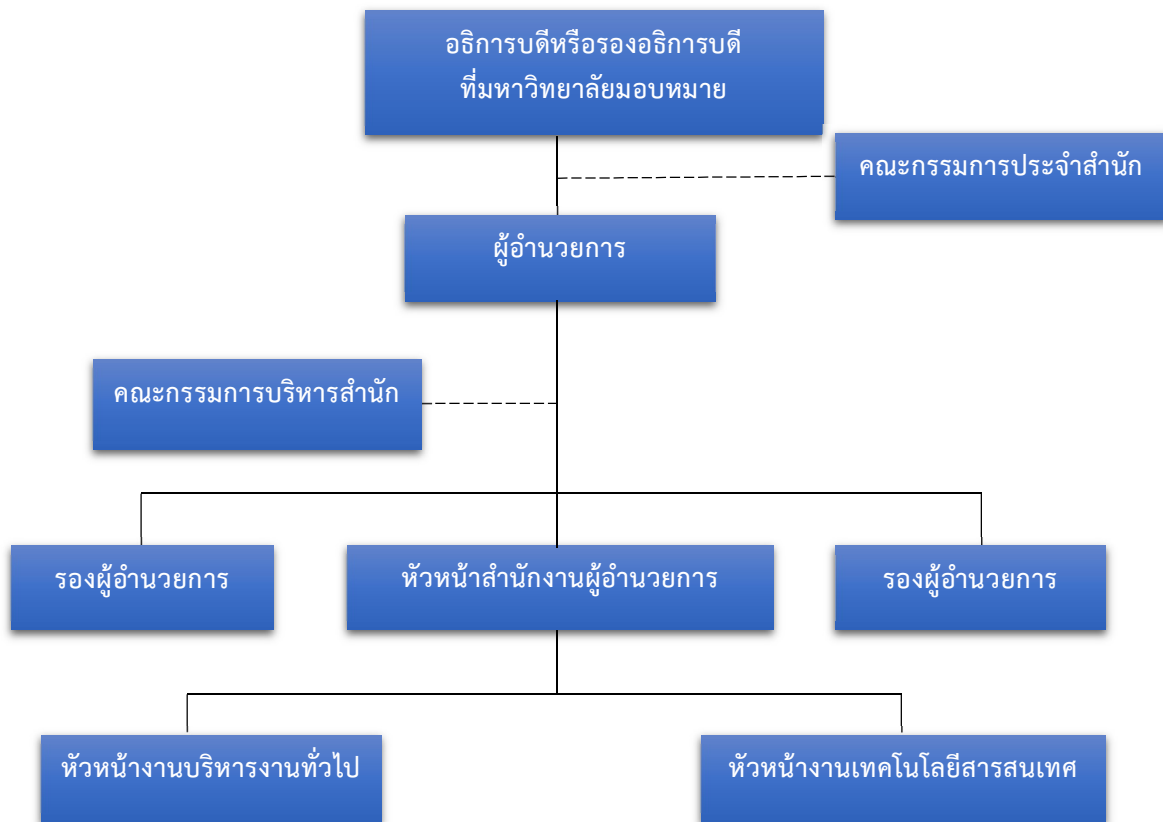 อธิการบดีหรือรองอธิการบดี
ที่มหาวิทยาลัยมอบหมาย
คณะกรรมการประจำสำนัก
ผู้อำนวยการ
คณะกรรมการบริหารสำนัก
รองผู้อำนวยการ
หัวหน้าสำนักงานผู้อำนวยการ
รองผู้อำนวยการ
หัวหน้างานบริหารงานทั่วไป
หัวหน้างานเทคโนโลยีสารสนเทศ